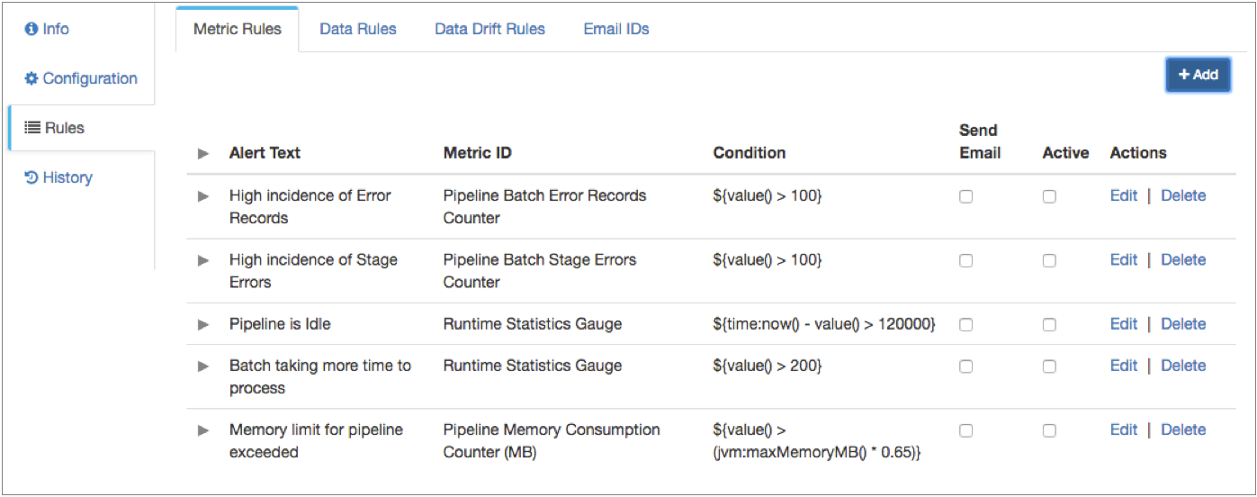 Info
Configuration
Rules
History
Metric Rules Data Rules Data Drift Rules Email IDs
+ Add
Alert Text Metric ID Condition Send Email Active Actions
High incidence of Error Pipeline Batch Error Records ${value() > 100} Edit | Delete
Records Counter
High incidence of Stage Pipeline Batch Stage Errors ${value() > 100} Edit | Delete
Errors Counter
Pipeline is Idle Runtime Statistics Gauge ${time:now() - value() > 120000} Edit | Delete
Batch taking more time to Runtime Statistics Gauge ${value() > 200} Edit | Delete
process
Memory limit for pipeline Pipeline Memory Consumption ${value() > Edit | Delete
exceeded Counter (MB) (jvm:maxMemoryMB() * 0.65)}